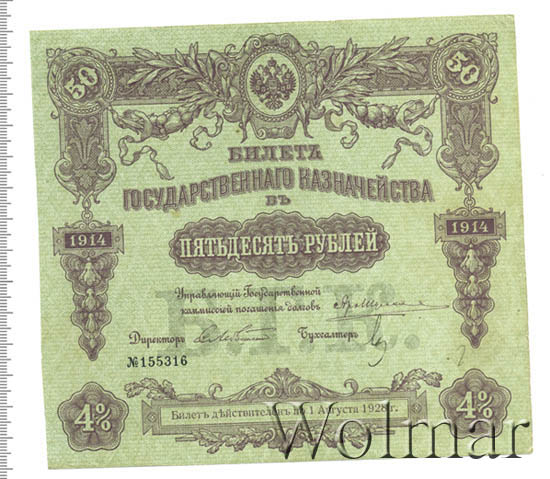 50 50
БИЛЕТЪ
ГОСУДАРСТВЕННАГО КАЗНАЧЕЙСТВА
ВЪ
1914 1914
ПЯТЬДЕСЯТЪ РУБЛЕЙ
Управляющій Государственной
коммиссіей погашенія долговъ
Директоръ Бухгалтеръ
№155316
4% 4%
Билетъ дѣйствителенъ по 1 Августа 1928 г.
Wolmar